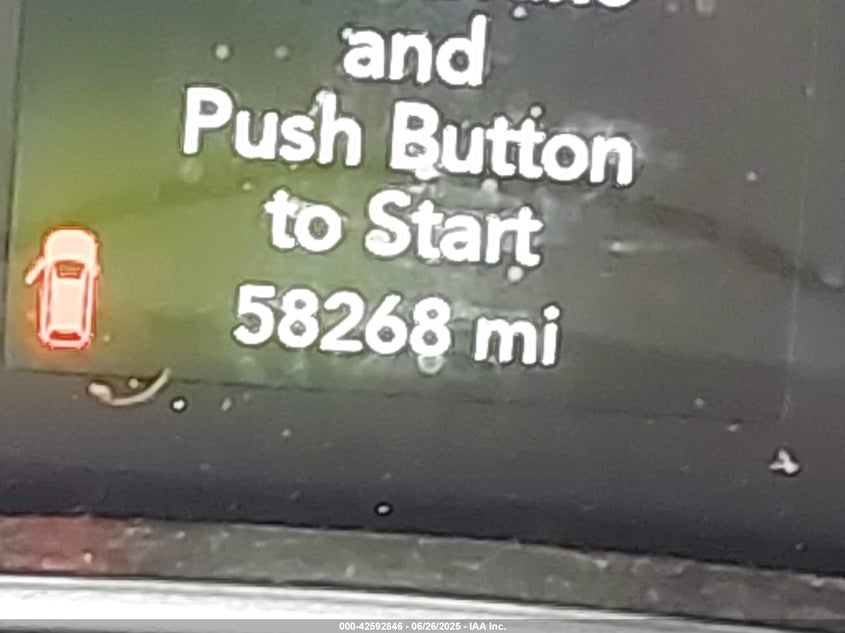 and
Push Button
to Start
58268 mi
000-42592846 - 06/26/2025 - IAA Inc.